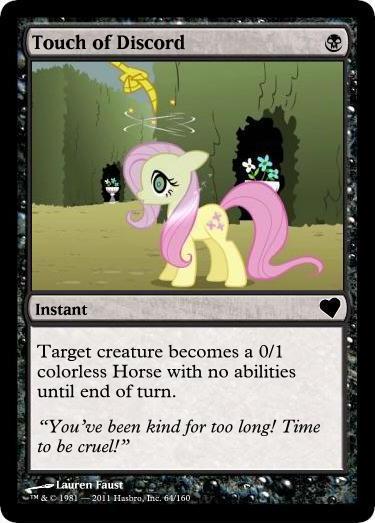 Touch of Discord
Instant
Target creature becomes a 0/1
colorless Horse with no abilities
until end of turn.
“You’ve been kind for too long! Time
to be cruel!”
Lauren Faust
™ & © 1981 — 2011 Hasbro, Inc. 64/160